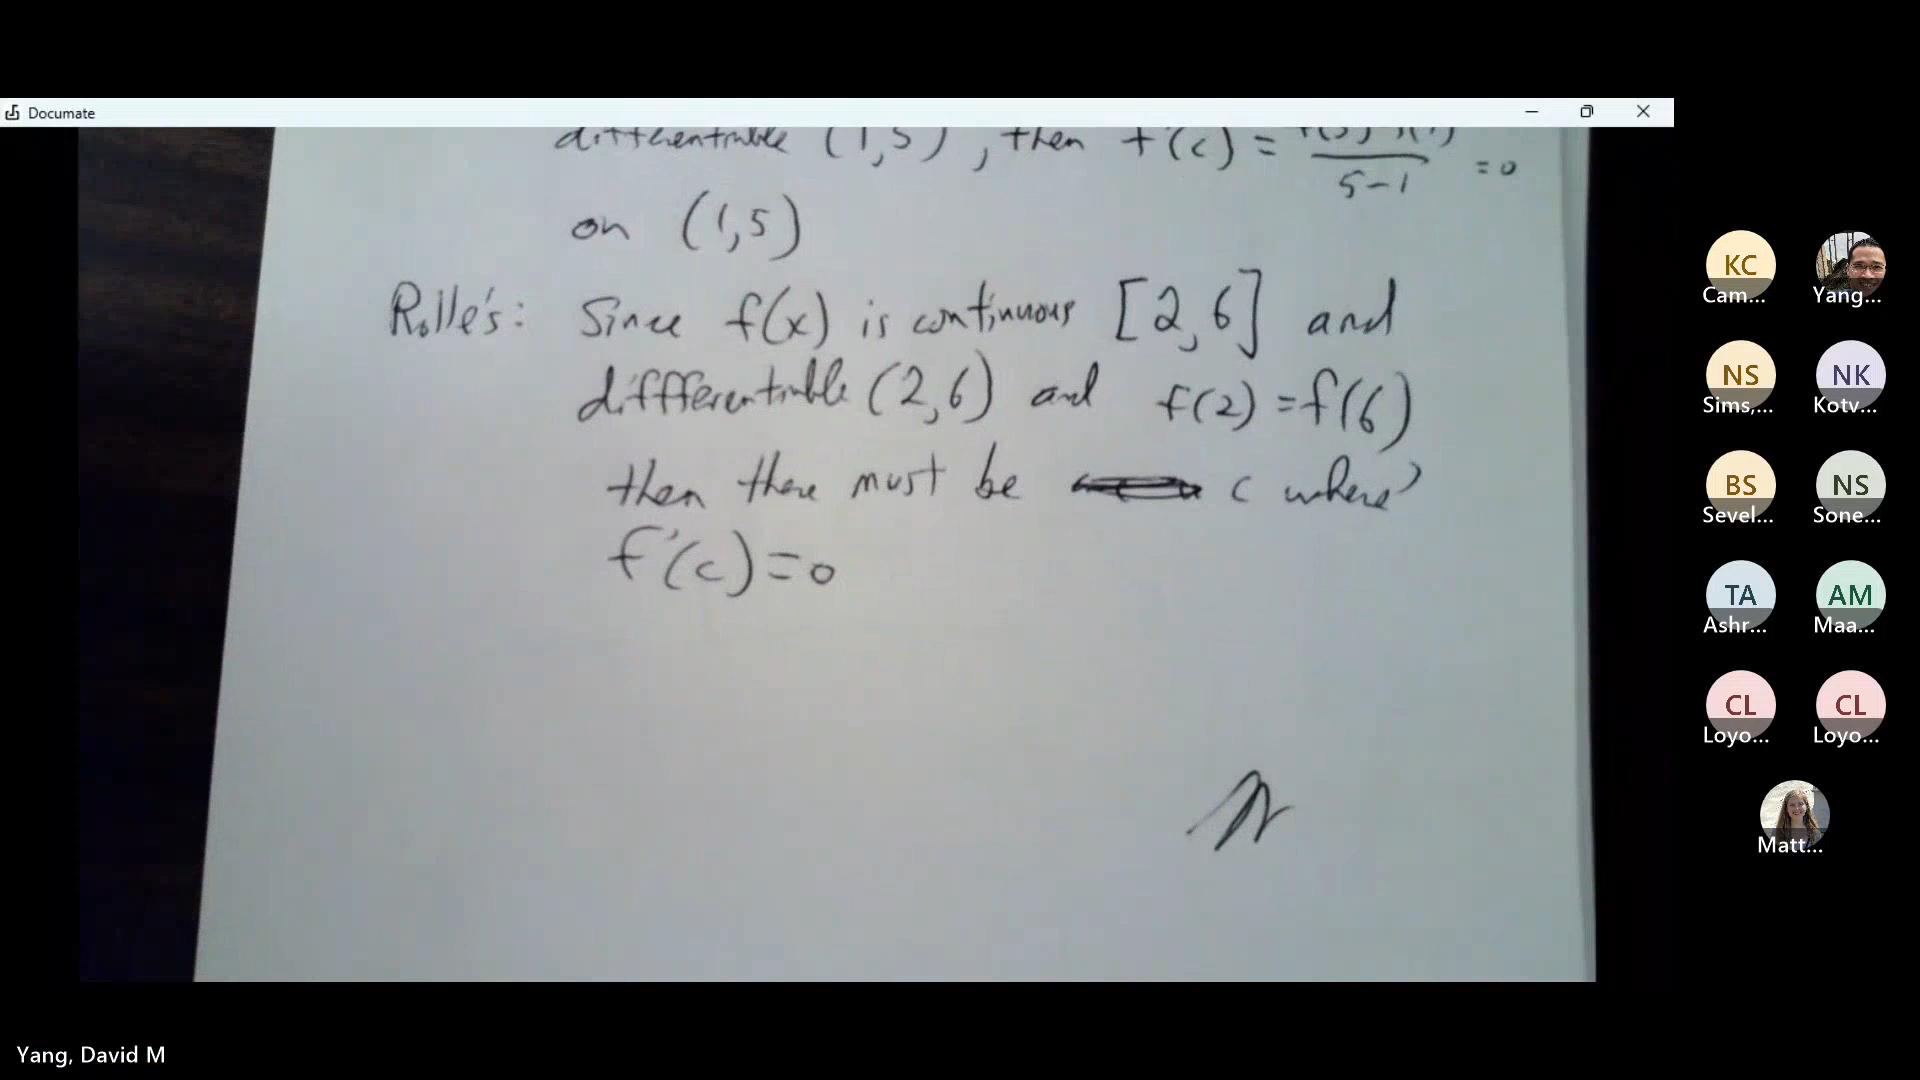 Documate
differentiable (1,5), then f'(c) = f(5)-f(1) / 5-1 = 0
on (1,5)
Rolle's: Since f(x) is continuous [2,6] and
diffferentiable (2,6) and f(2) = f(6)
then there must be c where
f'(c)=0
KC
Cam...
Yang...
NS
Sims,...
NK
Kotv...
BS
Sevel...
NS
Sone...
TA
Ashr...
AM
Maa...
CL
Loyo...
CL
Loyo...
Matt...
Yang, David M